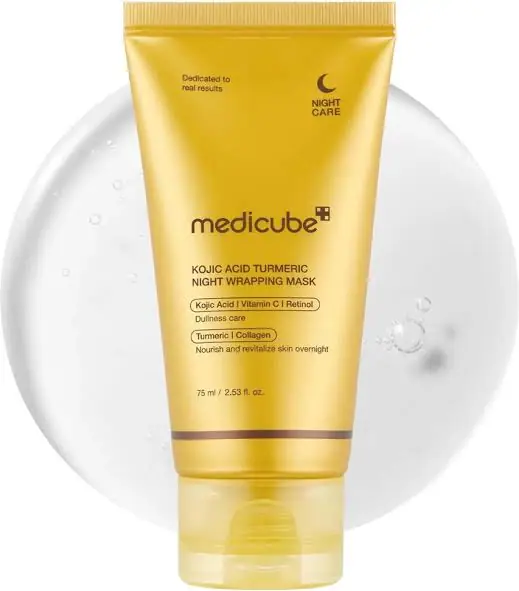 Dedicated to
real results
NIGHT
CARE
medicube
KOJIC ACID TURMERIC
NIGHT WRAPPING MASK
Kojic Acid | Vitamin C | Retinol
Dullness care
Turmeric | Collagen
Nourish and revitalize skin overnight
75 ml / 2.53 fl. oz.